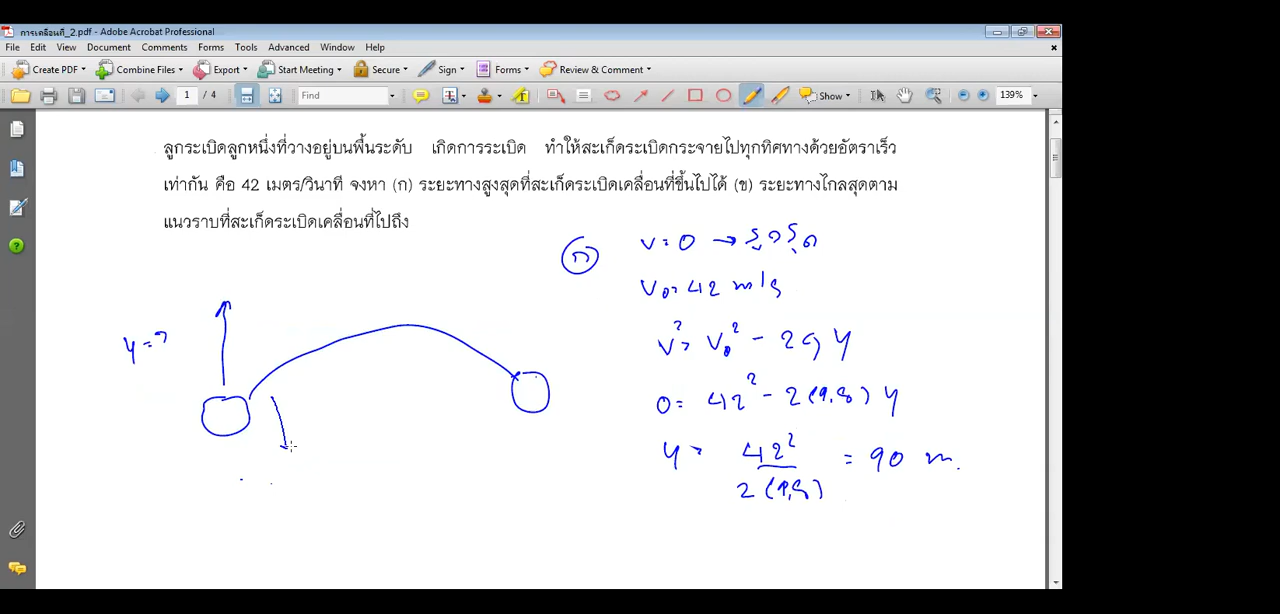 การเคลื่อนที่_2.pdf - Adobe Acrobat Professional
File Edit View Document Comments Forms Tools Advanced Window Help
Create PDF Combine Files Export Start Meeting Secure Sign Forms Review & Comment
1 / 4 Find Show 139%
ลูกระเบิดลูกหนึ่งที่วางอยู่บนพื้นระดับ เกิดการระเบิด ทำให้สะเก็ดระเบิดกระจายไปทุกทิศทางด้วยอัตราเร็ว
เท่ากัน คือ 42 เมตร/วินาที จงหา (ก) ระยะทางสูงสุดที่สะเก็ดระเบิดเคลื่อนที่ขึ้นไปได้ (ข) ระยะทางไกลสุดตาม
แนวราบที่สะเก็ดระเบิดเคลื่อนที่ไปถึง
ก v = 0 →
v₀ = 42 m/s
y = ?
v² = v₀² - 2gy
0 = 42² - 2(9.8)y
y = 42² / 2(9.8) = 90 m.